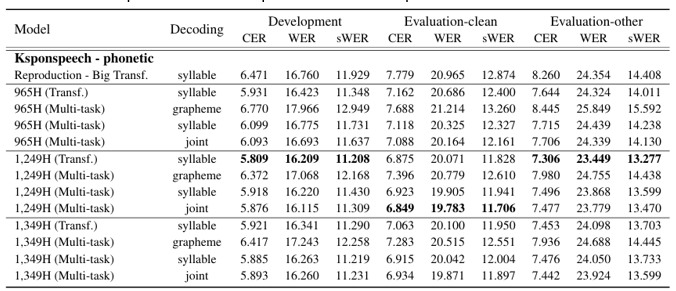 Model Decoding Development Evaluation-clean Evaluation-other
CER WER sWER CER WER sWER CER WER sWER
Ksponspeech - phonetic
Reproduction - Big Transf. syllable 6.471 16.760 11.929 7.779 20.965 12.874 8.260 24.354 14.408
965H (Transf.) syllable 5.931 16.423 11.348 7.162 20.686 12.400 7.644 24.324 14.011
965H (Multi-task) grapheme 6.770 17.966 12.949 7.688 21.214 13.260 8.445 25.849 15.592
965H (Multi-task) syllable 6.099 16.775 11.731 7.118 20.325 12.327 7.715 24.439 14.238
965H (Multi-task) joint 6.093 16.693 11.637 7.088 20.164 12.161 7.706 24.339 14.130
1,249H (Transf.) syllable 5.809 16.209 11.208 6.875 20.071 11.828 7.306 23.449 13.277
1,249H (Multi-task) grapheme 6.372 17.068 12.168 7.396 20.779 12.610 7.980 24.755 14.438
1,249H (Multi-task) syllable 5.918 16.220 11.430 6.923 19.905 11.941 7.496 23.868 13.599
1,249H (Multi-task) joint 5.876 16.115 11.309 6.849 19.783 11.706 7.477 23.779 13.470
1,349H (Transf.) syllable 5.921 16.341 11.290 7.063 20.100 11.950 7.453 24.098 13.703
1,349H (Multi-task) grapheme 6.417 17.243 12.258 7.283 20.515 12.551 7.936 24.688 14.445
1,349H (Multi-task) syllable 5.885 16.263 11.219 6.915 20.042 12.004 7.476 24.050 13.733
1,349H (Multi-task) joint 5.893 16.260 11.231 6.934 19.871 11.897 7.442 23.924 13.599